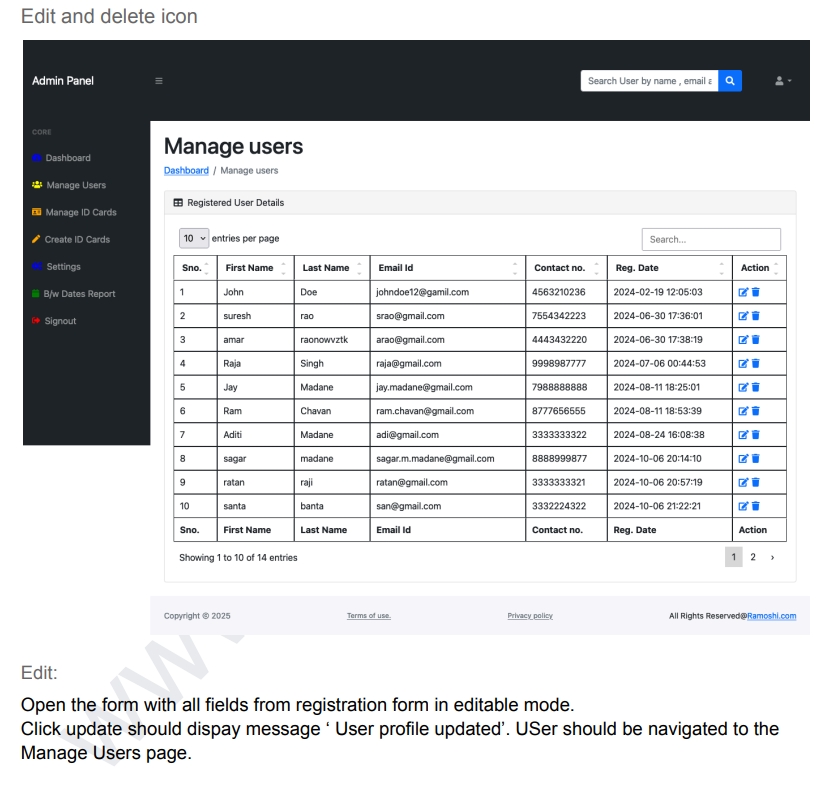 Edit and delete icon
Admin Panel
Search User by name , email a
CORE
Dashboard
Manage Users
Manage ID Cards
Create ID Cards
Settings
B/w Dates Report
Signout
Manage users
Dashboard / Manage users
Registered User Details
10 entries per page
Search...
Sno. First Name Last Name Email Id Contact no. Reg. Date Action
1 John Doe johndoe12@gamil.com 4563210236 2024-02-19 12:05:03
2 suresh rao srao@gmail.com 7554342223 2024-06-30 17:36:01
3 amar raonowvztk arao@gmail.com 4443432220 2024-06-30 17:38:19
4 Raja Singh raja@gmail.com 9998987777 2024-07-06 00:44:53
5 Jay Madane jay.madane@gmail.com 7988888888 2024-08-11 18:25:01
6 Ram Chavan ram.chavan@gmail.com 8777656555 2024-08-11 18:53:39
7 Aditi Madane adi@gmail.com 3333333322 2024-08-24 16:08:38
8 sagar madane sagar.m.madane@gmail.com 8888999877 2024-10-06 20:14:10
9 ratan raji ratan@gmail.com 3333333321 2024-10-06 20:57:19
10 santa banta san@gmail.com 3332224322 2024-10-06 21:22:21
Sno. First Name Last Name Email Id Contact no. Reg. Date Action
Showing 1 to 10 of 14 entries
1 2 ›
Copyright © 2025 Terms of use. Privacy policy All Rights Reserved@Ramoshi.com
Edit:
Open the form with all fields from registration form in editable mode.
Click update should dispay message ‘ User profile updated’. USer should be navigated to the
Manage Users page.